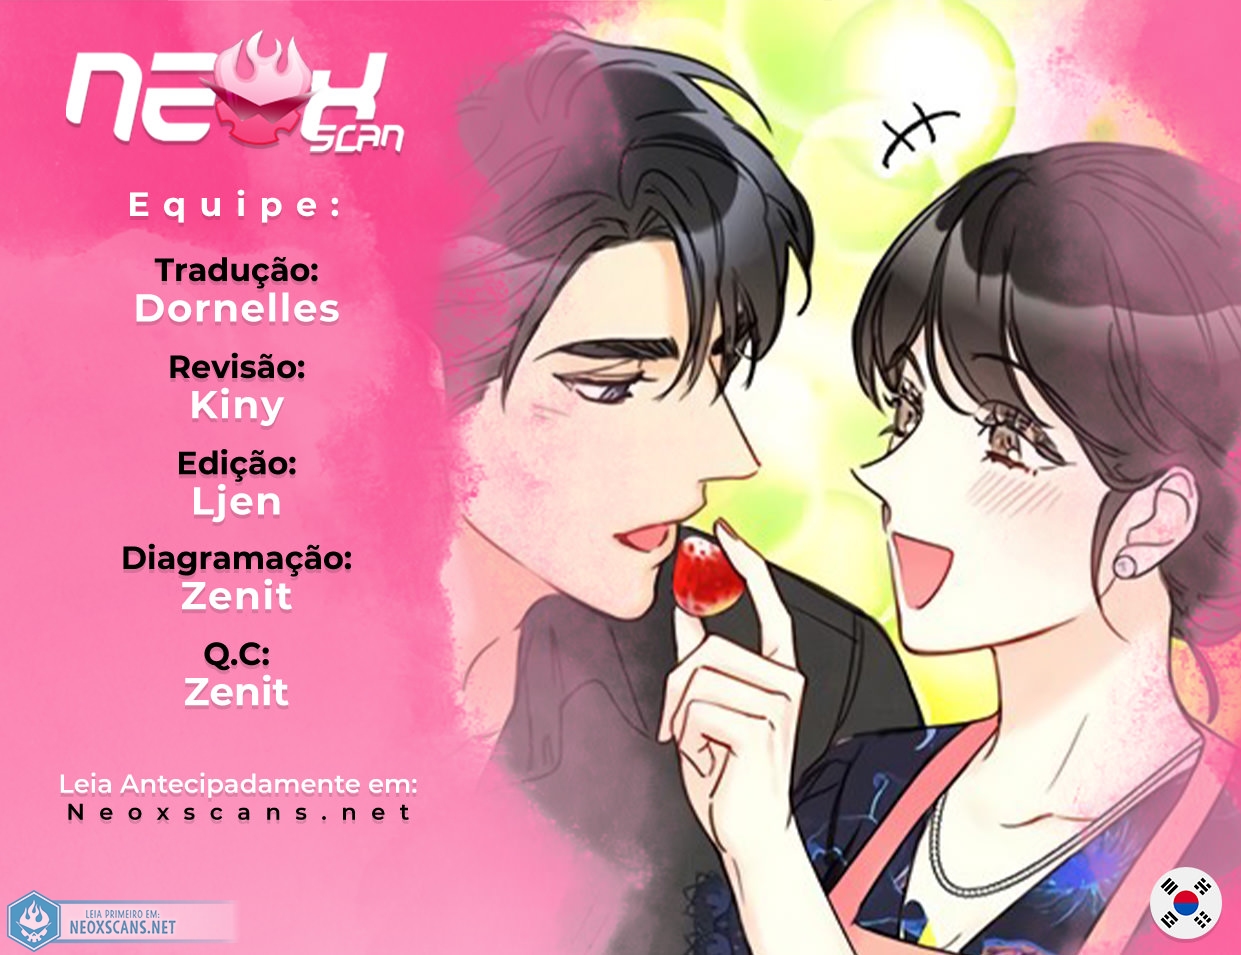 NEOX
SCAN
Equipe:
Tradução:
Dornelles
Revisão:
Kiny
Edição:
Ljen
Diagramação:
Zenit
Q.C:
Zenit
Leia Antecipadamente em:
Neoxscans.net
LEIA PRIMEIRO EM:
NEOXSCANS.NET